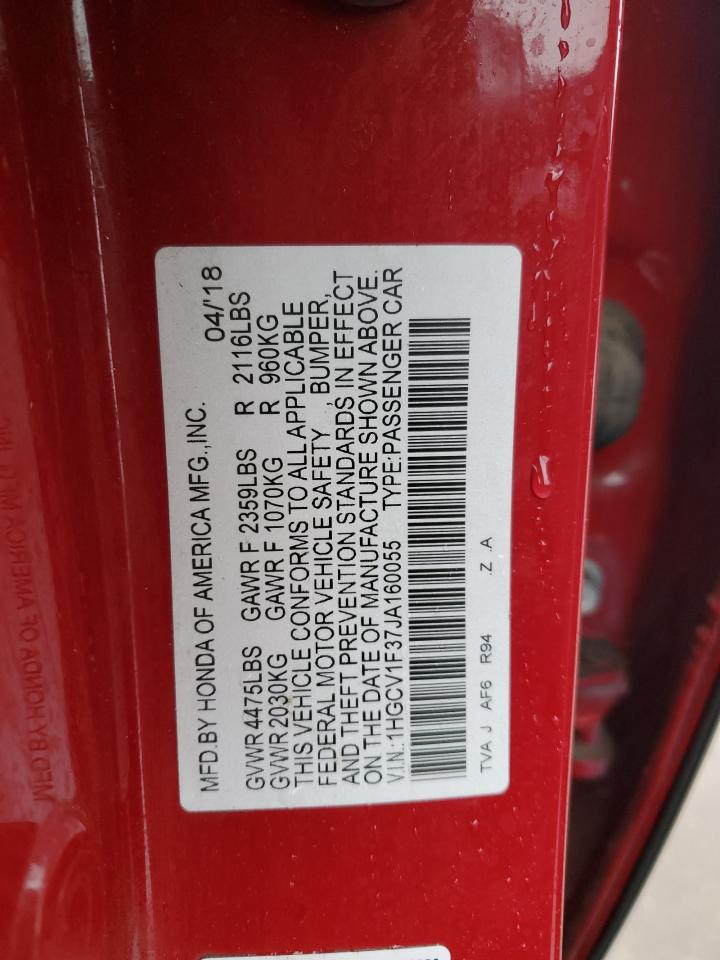 MFD.BY HONDA OF AMERICA MFG.,INC. 04/'18
GVWR 4475LBS GAWR F 2359LBS R 2116LBS
GVWR 2030KG GAWR F 1070KG R 960KG
THIS VEHICLE CONFORMS TO ALL APPLICABLE
FEDERAL MOTOR VEHICLE SAFETY , BUMPER,
AND THEFT PREVENTION STANDARDS IN EFFECT
ON THE DATE OF MANUFACTURE SHOWN ABOVE.
V.I.N.:1HGCV1F37JA160055 TYPE:PASSENGER CAR
TVA J AF6 R94 .Z .A